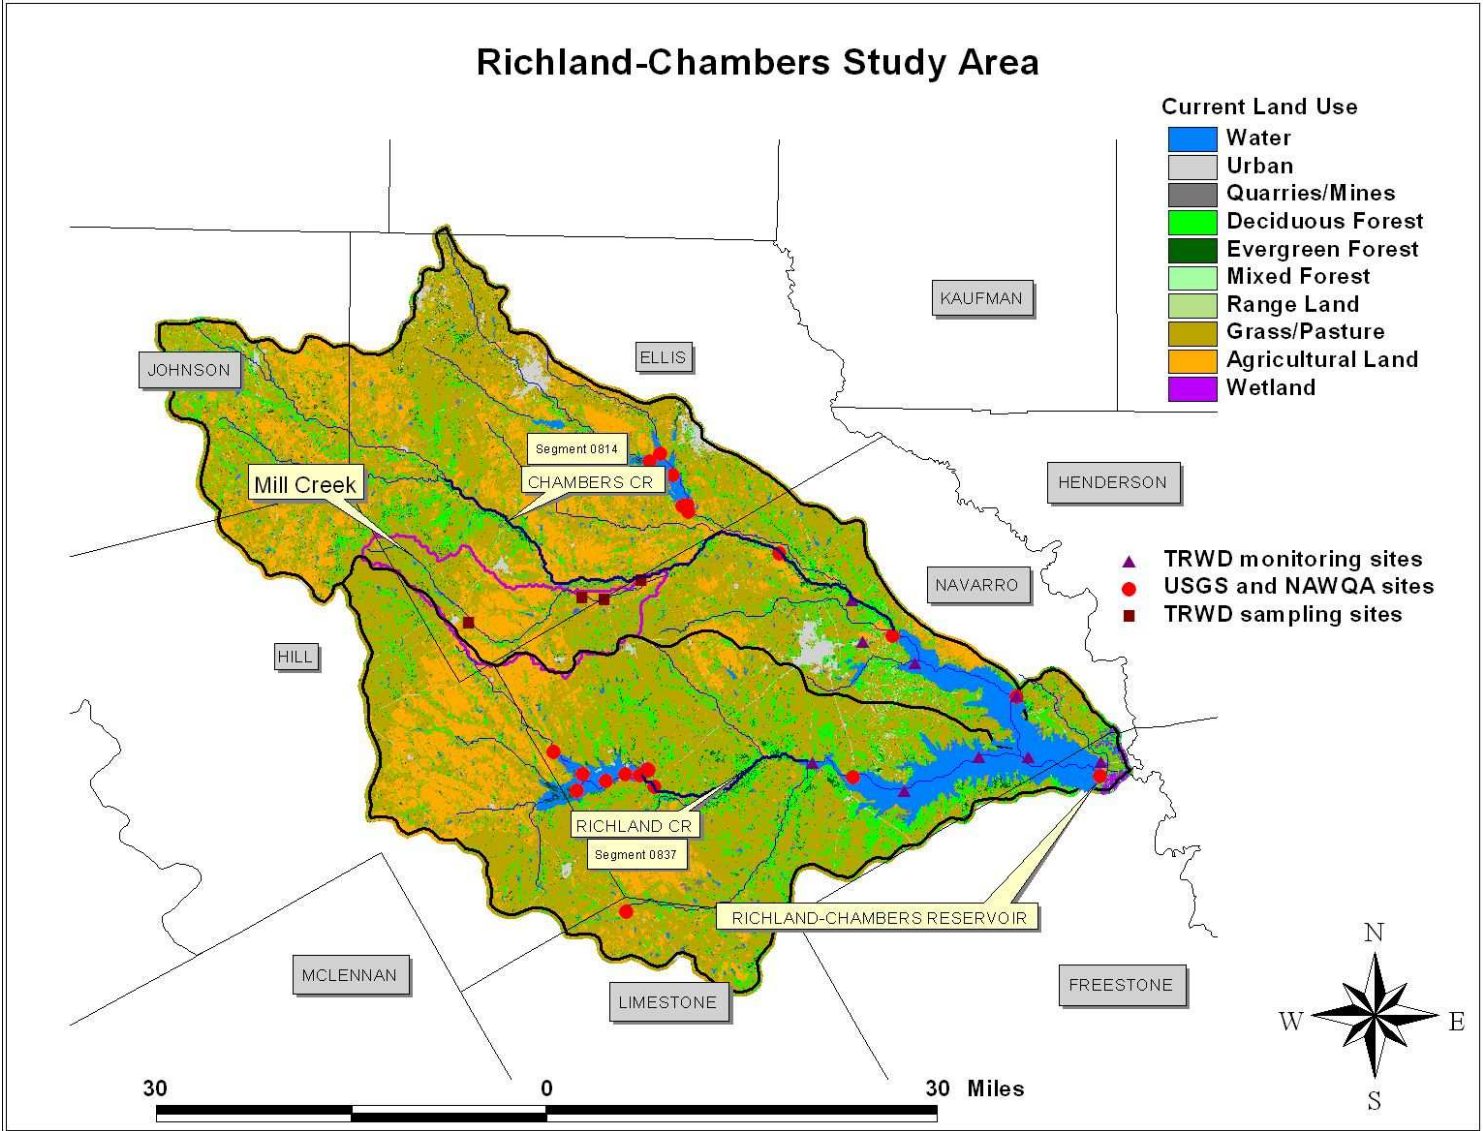 Richland-Chambers Study Area
Current Land Use
Water
Urban
Quarries/Mines
Deciduous Forest
Evergreen Forest
Mixed Forest
Range Land
Grass/Pasture
Agricultural Land
Wetland
KAUFMAN
ELLIS
JOHNSON
Segment 0814
CHAMBERS CR
Mill Creek
HENDERSON
TRWD monitoring sites
USGS and NAWQA sites
TRWD sampling sites
NAVARRO
HILL
RICHLAND CR
Segment 0837
RICHLAND-CHAMBERS RESERVOIR
MCLENNAN
LIMESTONE
FREESTONE
N
W E
S
30 0 30 Miles